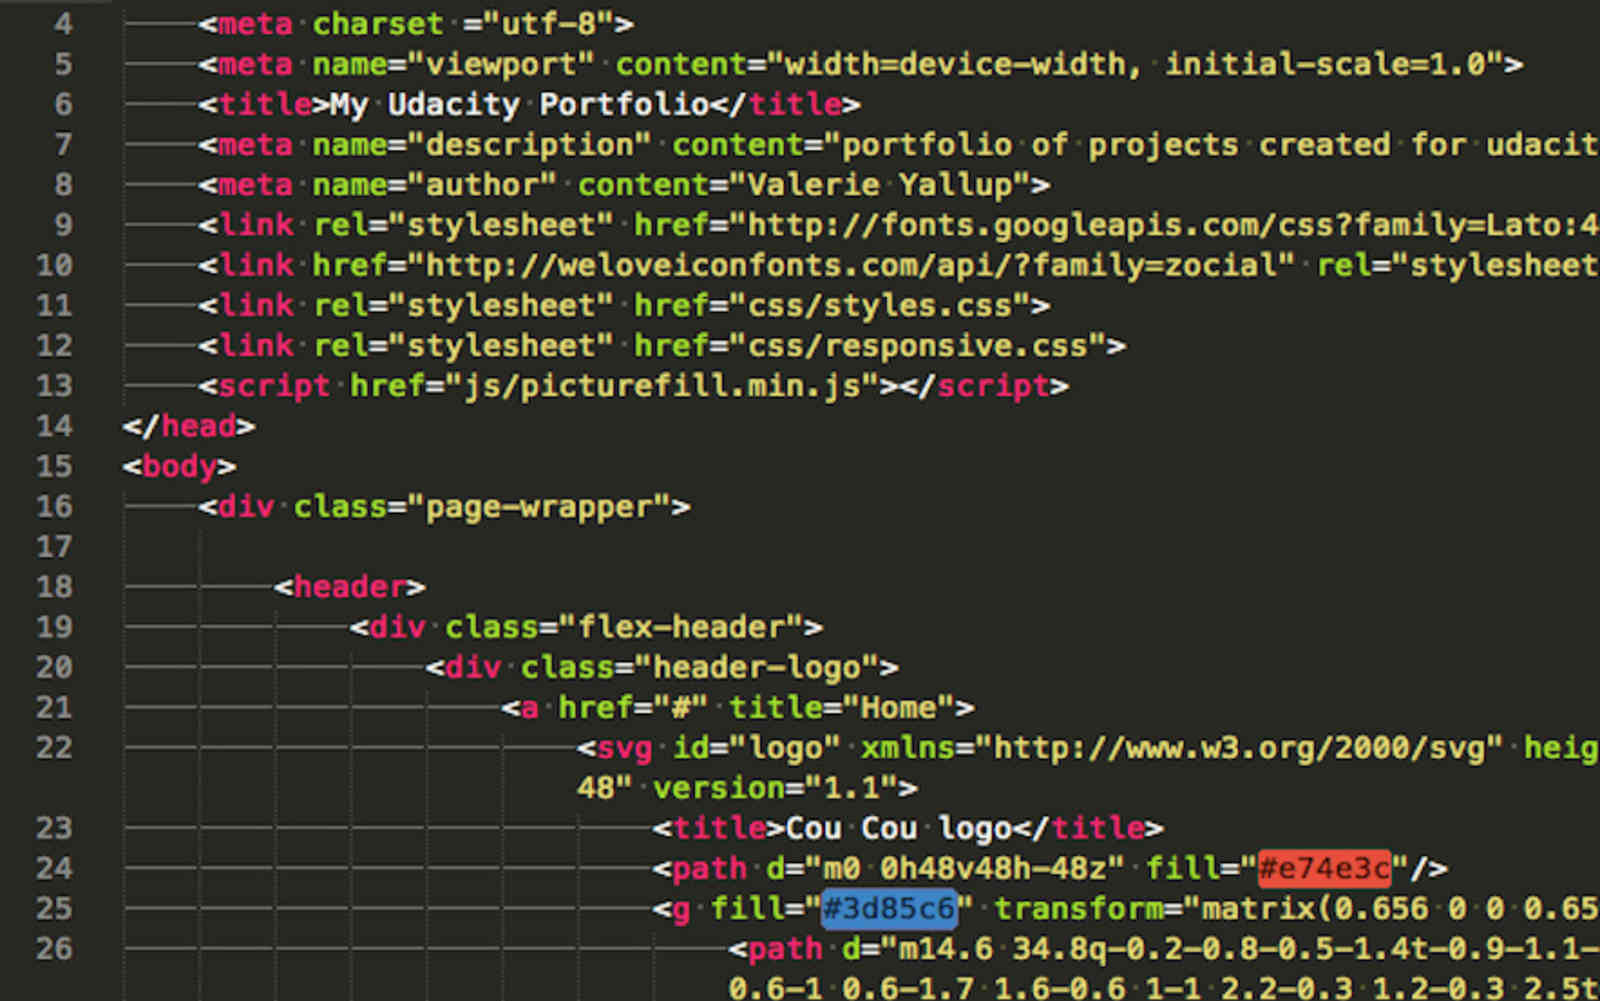 4 <meta charset ="utf-8">
5 <meta name="viewport" content="width=device-width, initial-scale=1.0">
6 <title>My Udacity Portfolio</title>
7 <meta name="description" content="portfolio of projects created for udacit
8 <meta name="author" content="Valerie Yallup">
9 <link rel="stylesheet" href="http://fonts.googleapis.com/css?family=Lato:4
10 <link href="http://weloveiconfonts.com/api/?family=zocial" rel="stylesheet
11 <link rel="stylesheet" href="css/styles.css">
12 <link rel="stylesheet" href="css/responsive.css">
13 <script href="js/picturefill.min.js"></script>
14 </head>
15 <body>
16 <div class="page-wrapper">
17
18 <header>
19 <div class="flex-header">
20 <div class="header-logo">
21 <a href="#" title="Home">
22 <svg id="logo" xmlns="http://www.w3.org/2000/svg" heig
48" version="1.1">
23 <title>Cou Cou logo</title>
24 <path d="m0 0h48v48h-48z" fill="#e74e3c"/>
25 <g fill="#3d85c6" transform="matrix(0.656 0 0 0.65
26 <path d="m14.6 34.8q-0.2-0.8-0.5-1.4t-0.9-1.1-
0.6-1 0.6-1.7 1.6-0.6 1-1 2.2-0.3 1.2-0.3 2.5t